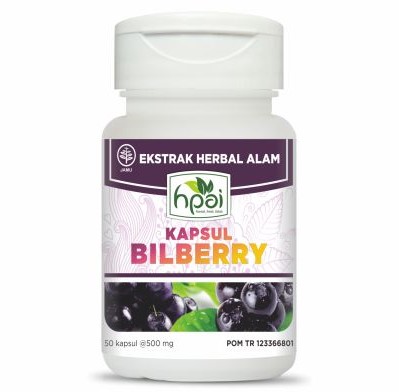 JAMU
EKSTRAK HERBAL ALAM
hpai
KAPSUL
BILBERRY
50 kapsul @500 mg
POM TR 123366801